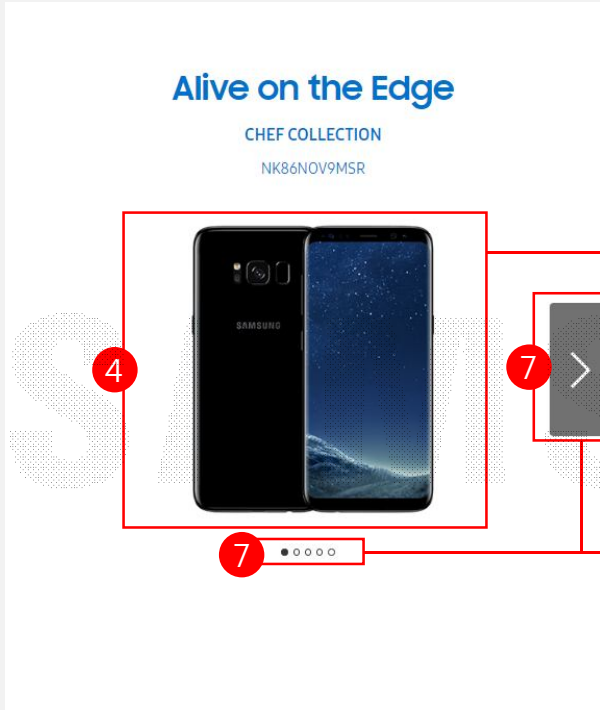 Alive on the Edge
CHEF COLLECTION
NK86NOV9MSR
SAMSUNG
4
7
7